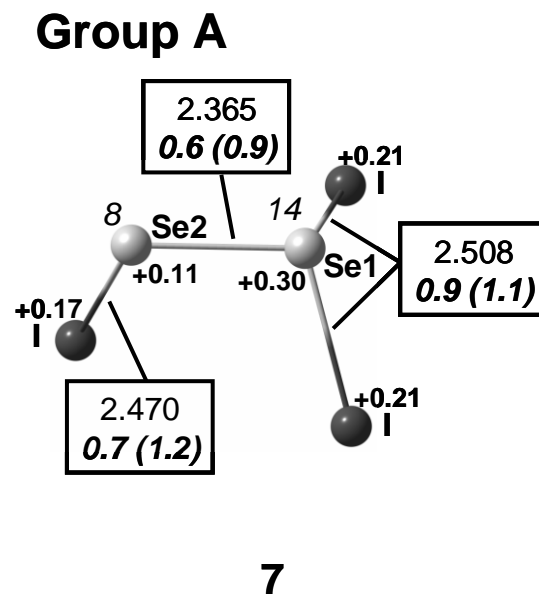 Group A
2.365
0.6 (0.9)
+0.21
I
14
8
Se2
2.508
0.9 (1.1)
Se1
+0.30
+0.11
+0.17
I
2.470
0.7 (1.2)
+0.21
I
7